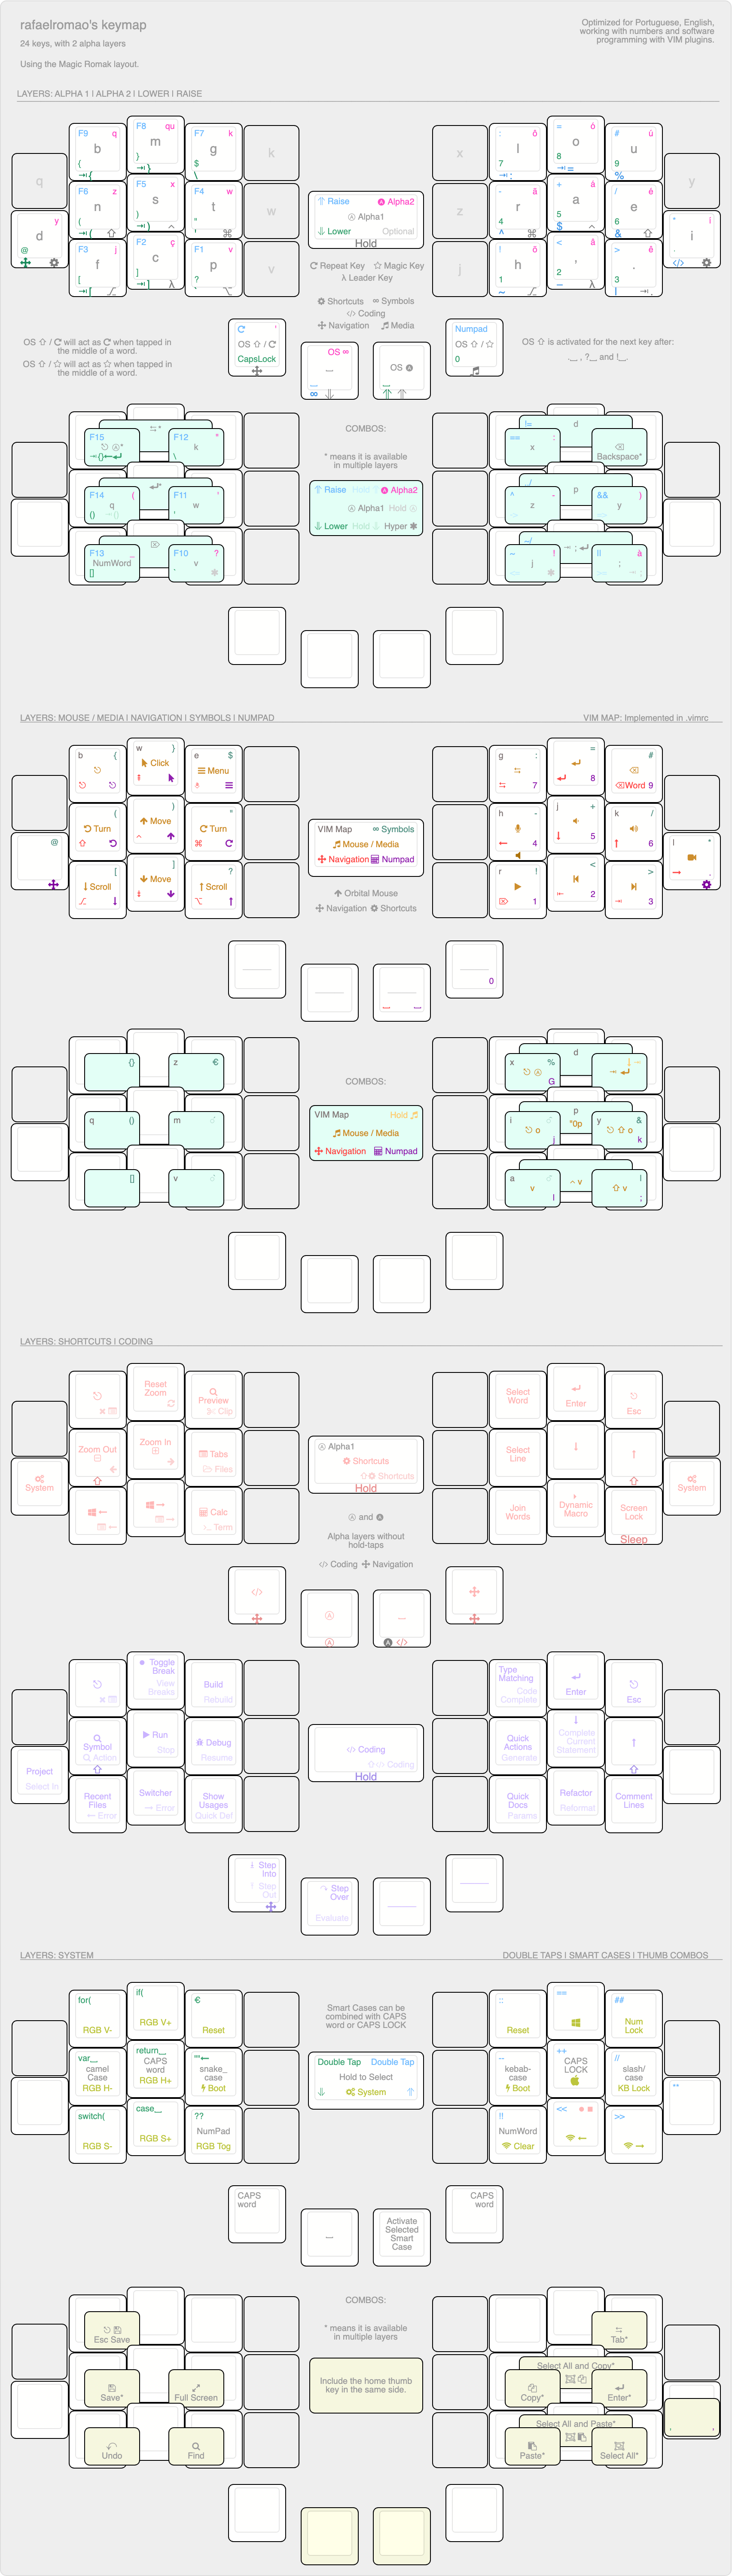 rafaelromao's keymap
24 keys, with 2 alpha layers
Using the Magic Romak layout.
Optimized for Portuguese, English,
working with numbers and software
programming with VIM plugins.
LAYERS: ALPHA 1 | ALPHA 2 | LOWER | RAISE
F9 q
b
{
F8 qu
m
}
F7 k
g
$
\
k
q
F6 z
n
(
F5 x
s
)
F4 t
t
"
'
w
d y
@
F3 j
f
[
F2 ç
c
]
F1 v
p
?
v
Raise Alpha2
Alpha1
Lower Optional
Hold
Repeat Key Magic Key
λ Leader Key
Shortcuts ∞ Symbols
</> Coding
Navigation Media
x
: ò
l
7
= ó
o
8
# ú
u
9
%
y
z
- ã
r
4
^
+ á
a
5
$
/ é
e
6
&
* í
i
.
</>
j
! õ
h
1
~
< â
,
2
_
> ê
.
3
|
OS ⇧ / ⟳ will act as ⟳ when tapped in
the middle of a word.
OS ⇧ / ☆ will act as ☆ when tapped in
the middle of a word.
OS ⇧ / ⟳
CapsLock
OS ∞
∞
OS A
Numpad
OS ⇧ / ☆
0
OS ⇧ is activated for the next key after:
.__ , ?__ and !__.
COMBOS:
* means it is available
in multiple layers
Raise Hold Alpha2
Alpha1 Hold
Lower Hold Hyper
F15
F12 "
k
\
F14 (
q
()
F11 '
w
F13 _
NumWord
[]
F10 ?
v
!= d
== :
x
Backspace*
p
^ -
z
&& )
y
_ !
j
|| à
;
LAYERS: MOUSE / MEDIA | NAVIGATION | SYMBOLS | NUMPAD
VIM MAP: Implemented in .vimrc
b {
w }
Click
e $
Menu
(
Turn
)
Move
"
Turn
@
[
Scroll
]
Move
?
Scroll
VIM Map ∞ Symbols
Mouse / Media
Navigation Numpad
Orbital Mouse
Navigation Shortcuts
g :
7
=
8
#
Word 9
h -
4
j +
5
k /
6
l *
.
r !
1
<
2
>
3
0
COMBOS:
VIM Map Hold
Mouse / Media
Navigation Numpad
{}
z €
q ()
m
[]
v
d
x %
G
p
"0p
i
o
j
y &
o
k
a
v
l
v
|
v
;
LAYERS: SHORTCUTS | CODING
Reset
Zoom
Preview
Clip
Zoom Out
Zoom In
Tabs
Files
System
Calc
Term
Alpha1
Shortcuts
Shortcuts
Hold
and
Alpha layers without
hold-taps
</> Coding Navigation
Select
Word
Enter
Esc
Select
Line
System
Join
Words
Dynamic
Macro
Screen
Lock
Sleep
</>
</>
Toggle
Break
View
Breaks
Build
Rebuild
Symbol
Action
Run
Stop
Debug
Resume
Project
Select In
Recent
Files
Error
Switcher
Error
Show
Usages
Quick Def
</> Coding
</> Coding
Hold
Type
Matching
Code
Complete
Enter
Esc
Quick
Actions
Generate
Complete
Current
Statement
Quick
Docs
Params
Refactor
Reformat
Comment
Lines
Step
Into
Step
Out
Step
Over
Evaluate
LAYERS: SYSTEM
DOUBLE TAPS | SMART CASES | THUMB COMBOS
for(
RGB V-
if(
RGB V+
€
Reset
var_
camel
Case
RGB H-
return_
CAPS
word
RGB H+
""
snake_
case
Boot
switch(
RGB S-
case_
RGB S+
??
NumPad
RGB Tog
Smart Cases can be
combined with CAPS
word or CAPS LOCK
Double Tap Double Tap
Hold to Select
System
::
Reset
==
##
Num
Lock
--
kebab-
case
Boot
++
CAPS
LOCK
//
slash/
case
KB Lock
**
!!
NumWord
Clear
<<
>>
CAPS
word
Activate
Selected
Smart
Case
CAPS
word
COMBOS:
* means it is available
in multiple layers
Include the home thumb
key in the same side.
Esc Save
Save*
Full Screen
Undo
Find
Tab*
Select All and Copy*
Copy*
Enter*
Select All and Paste*
Paste*
Select All*